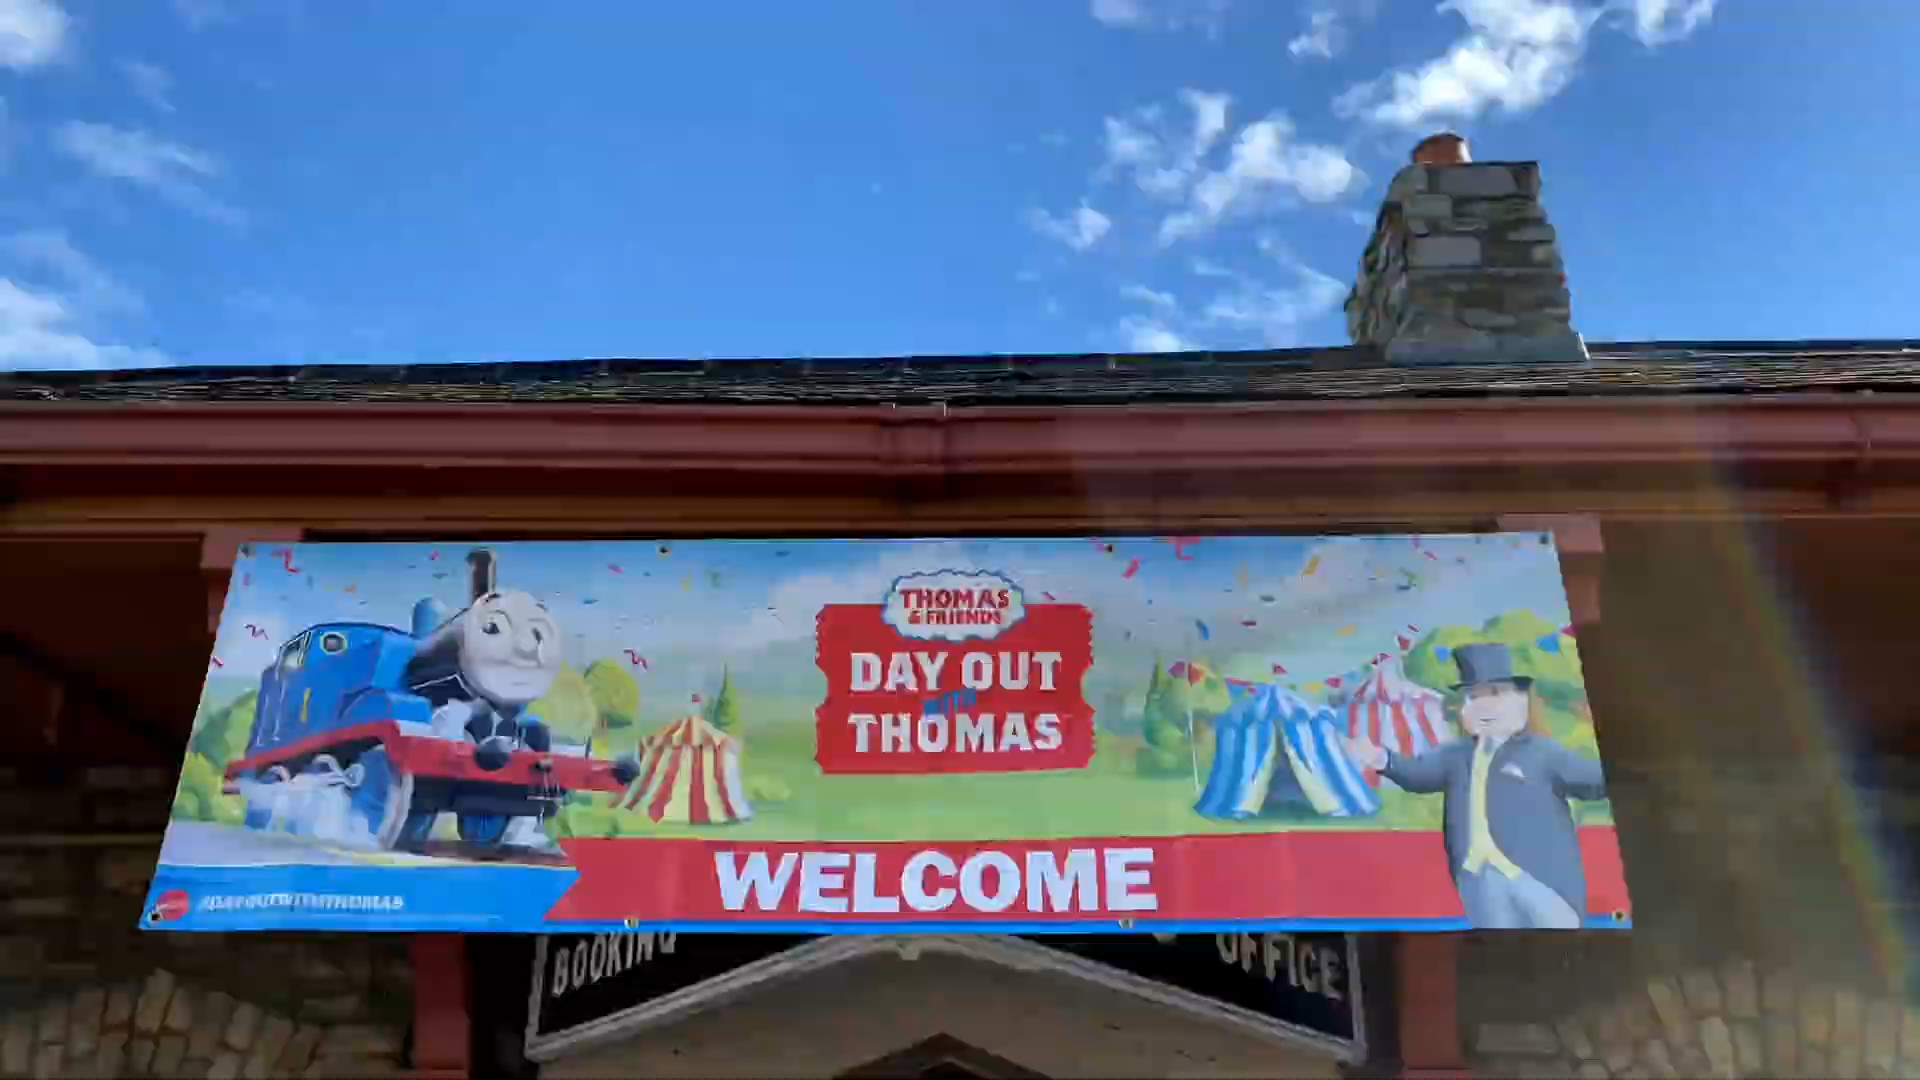 THOMAS
& FRIENDS
DAY OUT
WITH
THOMAS
WELCOME
#DAYOUTWITHTHOMAS
BOOKING OFFICE